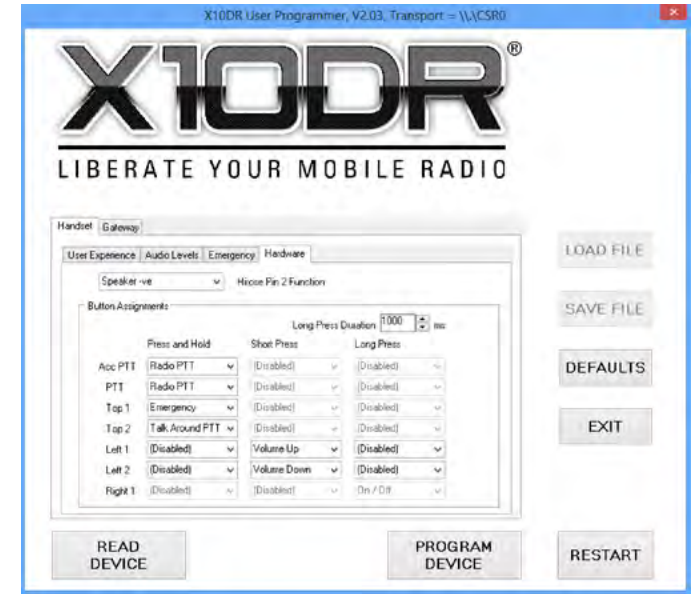 X10DR User Programmer, V2.03, Transport = \\.\CSR0
X10DR®
LIBERATE YOUR MOBILE RADIO
Handset Gateway
User Experience Audio Levels Emergency Hardware
Speaker -ve Hirose Pin 2 Function
Button Assignments
Long Press Duration 1000 ms
Press and Hold Short Press Long Press
Acc PTT Radio PTT (Disabled) (Disabled)
PTT Radio PTT (Disabled) (Disabled)
Top 1 Emergency (Disabled) (Disabled)
Top 2 Talk Around PTT (Disabled) (Disabled)
Left 1 (Disabled) Volume Up (Disabled)
Left 2 (Disabled) Volume Down (Disabled)
Right 1 (Disabled) (Disabled) On / Off
LOAD FILE
SAVE FILE
DEFAULTS
EXIT
READ
DEVICE
PROGRAM
DEVICE
RESTART